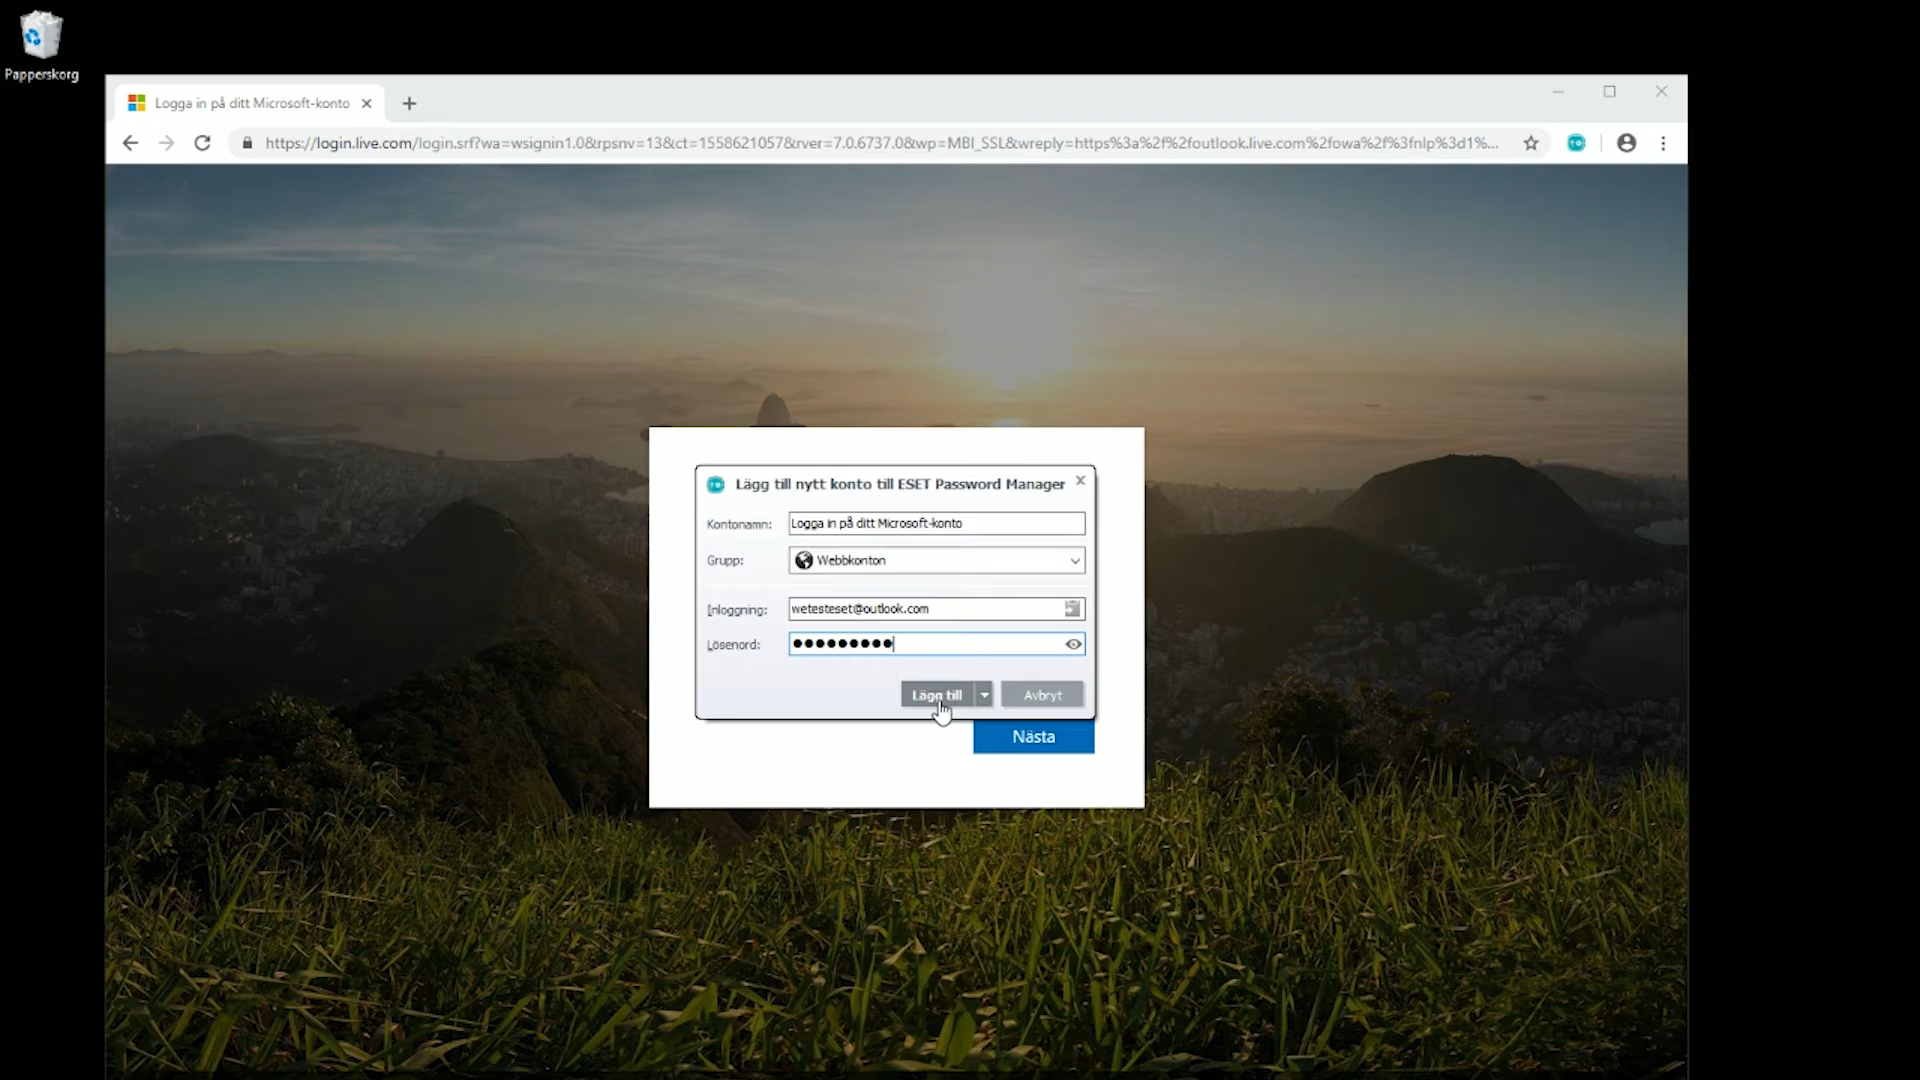 Papperskorg
Logga in på ditt Microsoft-konto
https://login.live.com/login.srf?wa=wsignin1.0&rpsnv=13&ct=1558621057&rver=7.0.6737.0&wp=MBI_SSL&wreply=https%3a%2f%2foutlook.live.com%2fowa%2f%3fnlp%3d1%...
Lägg till nytt konto till ESET Password Manager
Kontonamn: Logga in på ditt Microsoft-konto
Grupp: Webbkonton
Inloggning: wetesteset@outlook.com
Lösenord: ●●●●●●●●●
Lägg till Avbryt
Nästa